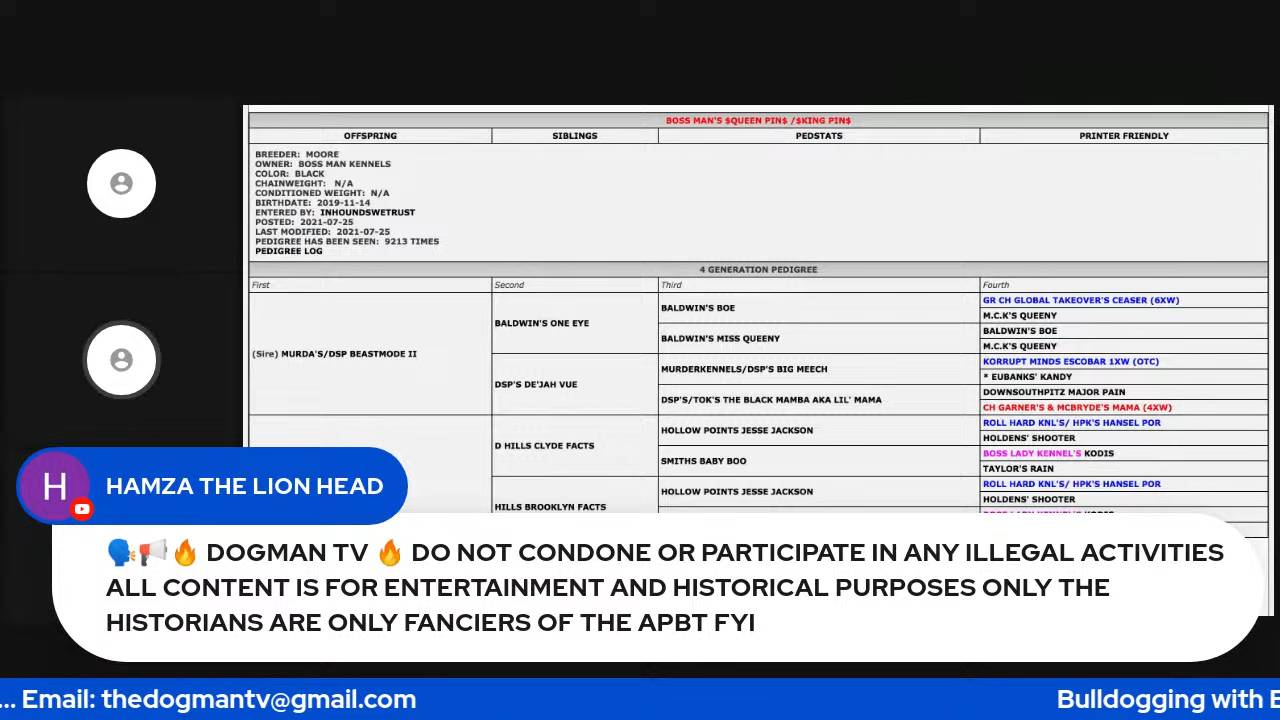 BOSS MAN'S $QUEEN PIN$ /$KING PIN$
OFFSPRING SIBLINGS PEDSTATS PRINTER FRIENDLY
BREEDER: MOORE
OWNER: BOSS MAN KENNELS
COLOR: BLACK
CHAINWEIGHT: N/A
CONDITIONED WEIGHT: N/A
BIRTHDATE: 2019-11-14
ENTERED BY: INHOUNDSWETRUST
POSTED: 2021-07-25
LAST MODIFIED: 2021-07-25
PEDIGREE HAS BEEN SEEN: 9213 TIMES
PEDIGREE LOG
4 GENERATION PEDIGREE
First Second Third Fourth
(Sire) MURDA'S/DSP BEASTMODE II
BALDWIN'S ONE EYE
DSP'S DE'JAH VUE
D HILLS CLYDE FACTS
HILLS BROOKLYN FACTS
BALDWIN'S BOE
BALDWIN'S MISS QUEENY
MURDERKENNELS/DSP'S BIG MEECH
DSP'S/TOK'S THE BLACK MAMBA AKA LIL' MAMA
HOLLOW POINTS JESSE JACKSON
SMITHS BABY BOO
HOLLOW POINTS JESSE JACKSON
GR CH GLOBAL TAKEOVER'S CEASER (6XW)
M.C.K'S QUEENY
BALDWIN'S BOE
M.C.K'S QUEENY
KORRUPT MINDS ESCOBAR 1XW (OTC)
* EUBANKS' KANDY
DOWNSOUTHPITZ MAJOR PAIN
CH GARNER'S & MCBRYDE'S MAMA (4XW)
ROLL HARD KNL'S/ HPK'S HANSEL POR
HOLDENS' SHOOTER
BOSS LADY KENNEL'S KODIS
TAYLOR'S RAIN
ROLL HARD KNL'S/ HPK'S HANSEL POR
HOLDENS' SHOOTER
H HAMZA THE LION HEAD
🗣️📢🔥 DOGMAN TV 🔥 DO NOT CONDONE OR PARTICIPATE IN ANY ILLEGAL ACTIVITIES
ALL CONTENT IS FOR ENTERTAINMENT AND HISTORICAL PURPOSES ONLY THE
HISTORIANS ARE ONLY FANCIERS OF THE APBT FYI
... Email: thedogmantv@gmail.com Bulldogging with